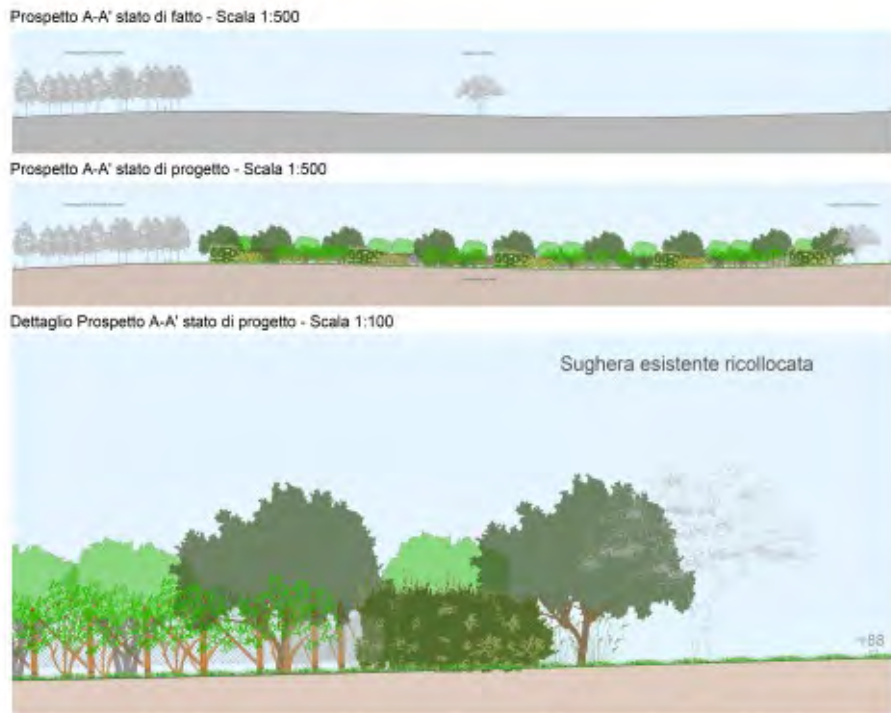 Prospetto A-A' stato di fatto - Scala 1:500
Prospetto A-A' stato di progetto - Scala 1:500
Dettaglio Prospetto A-A' stato di progetto - Scala 1:100
Sughera esistente ricollocata